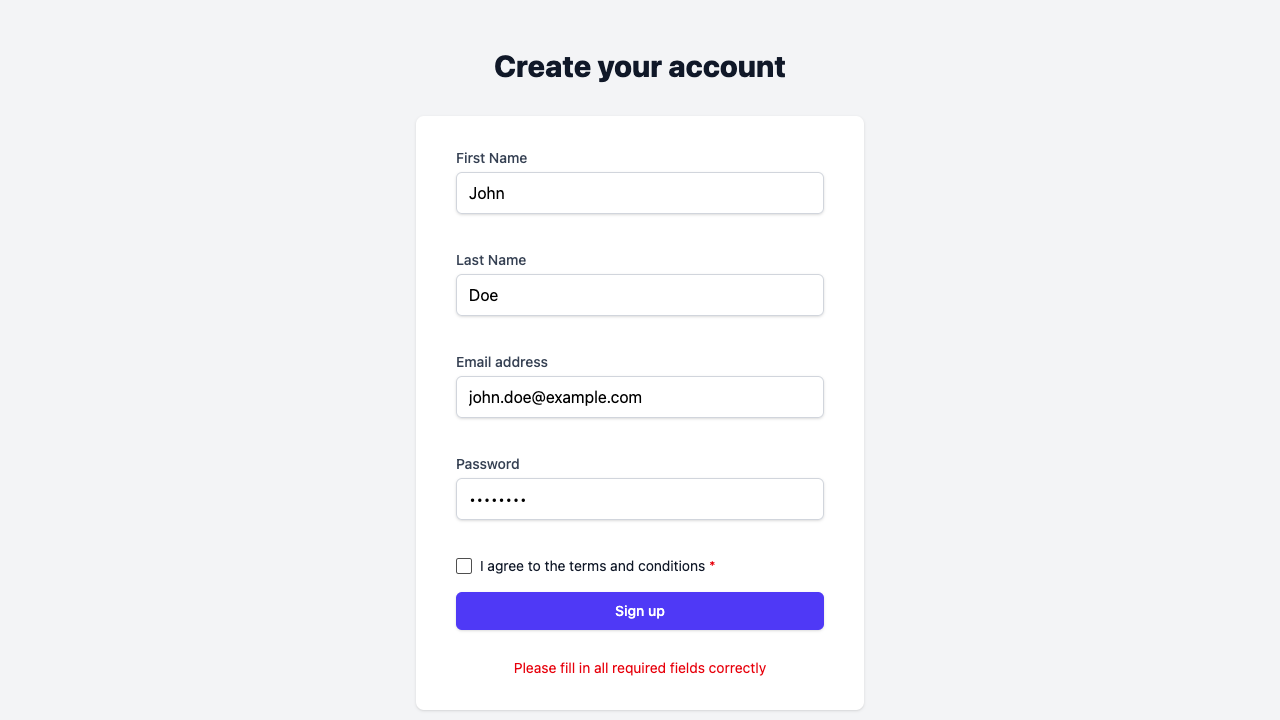 Create your account
First Name
John
Last Name
Doe
Email address
john.doe@example.com
Password
••••••••
I agree to the terms and conditions *
Sign up
Please fill in all required fields correctly